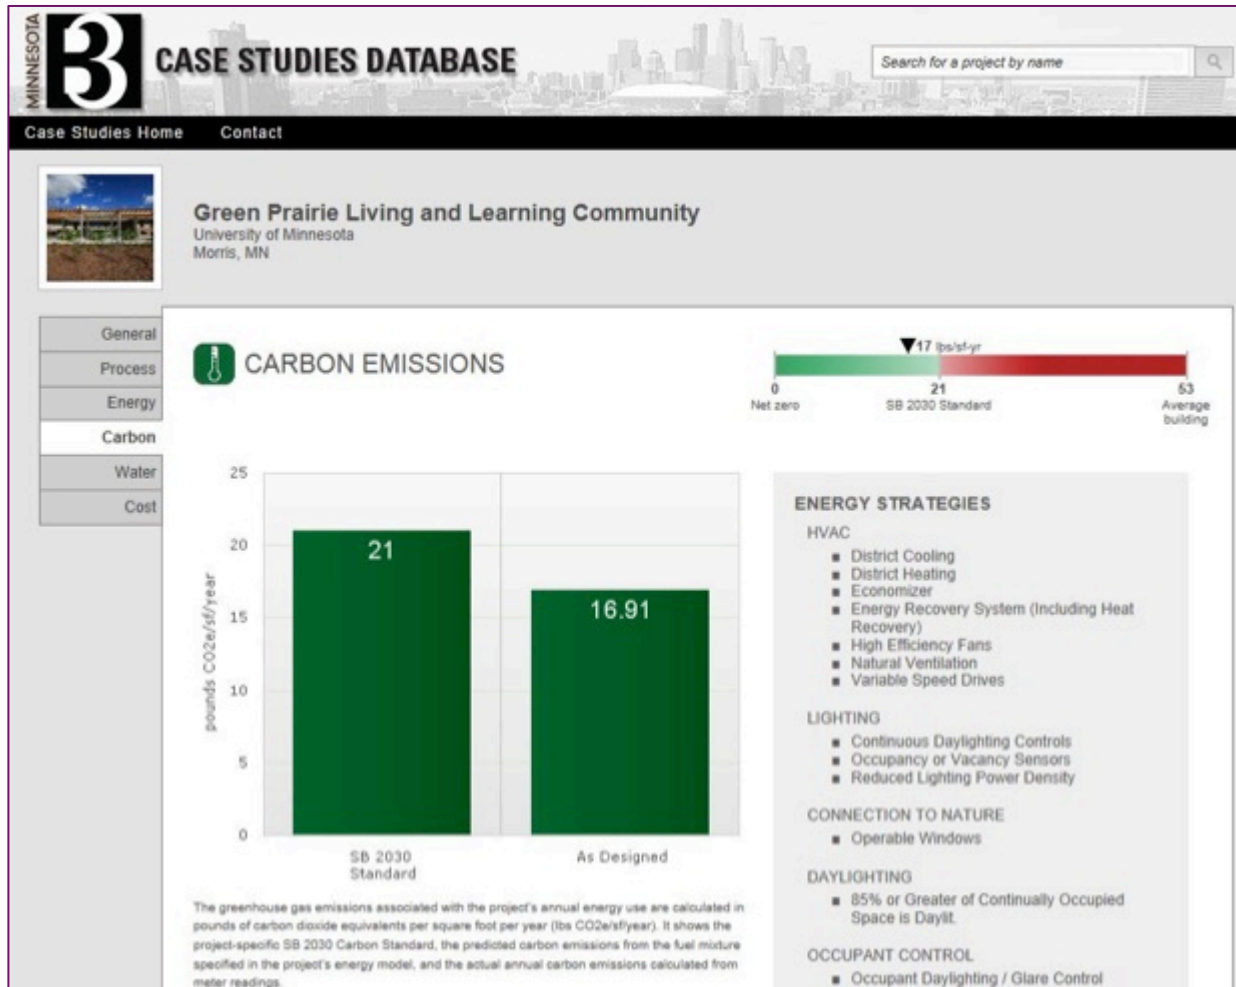 MINNESOTA
B3
CASE STUDIES DATABASE
Search for a project by name
Case Studies Home
Contact
Green Prairie Living and Learning Community
University of Minnesota
Morris, MN
General
Process
Energy
Carbon
Water
Cost
CARBON EMISSIONS
17 lbs/sf-yr
0
21
53
Net zero
SB 2030 Standard
Average
building
25
20
15
10
5
0
pounds CO2e/sf/year
21
16.91
SB 2030
Standard
As Designed
The greenhouse gas emissions associated with the project's annual energy use are calculated in
pounds of carbon dioxide equivalents per square foot per year (lbs CO2e/sf/year). It shows the
project-specific SB 2030 Carbon Standard, the predicted carbon emissions from the fuel mixture
specified in the project's energy model, and the actual annual carbon emissions calculated from
meter readings.
ENERGY STRATEGIES
HVAC
■ District Cooling
■ District Heating
■ Economizer
■ Energy Recovery System (Including Heat
Recovery)
■ High Efficiency Fans
■ Natural Ventilation
■ Variable Speed Drives
LIGHTING
■ Continuous Daylighting Controls
■ Occupancy or Vacancy Sensors
■ Reduced Lighting Power Density
CONNECTION TO NATURE
■ Operable Windows
DAYLIGHTING
■ 85% or Greater of Continually Occupied
Space is Daylit.
OCCUPANT CONTROL
■ Occupant Daylighting / Glare Control